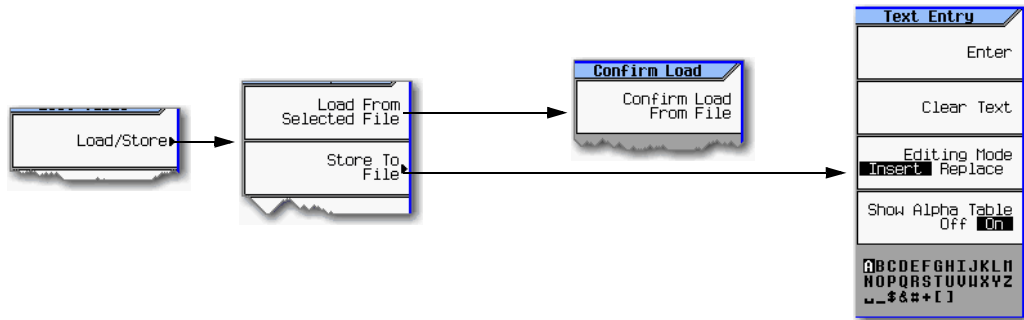 Load/Store
Load From
Selected File
Store To
File
Confirm Load
Confirm Load
From File
Text Entry
Enter
Clear Text
Editing Mode
Insert Replace
Show Alpha Table
Off On
ABCDEFGHIJKLM
NOPQRSTUVWXYZ
␣_$&#+[]